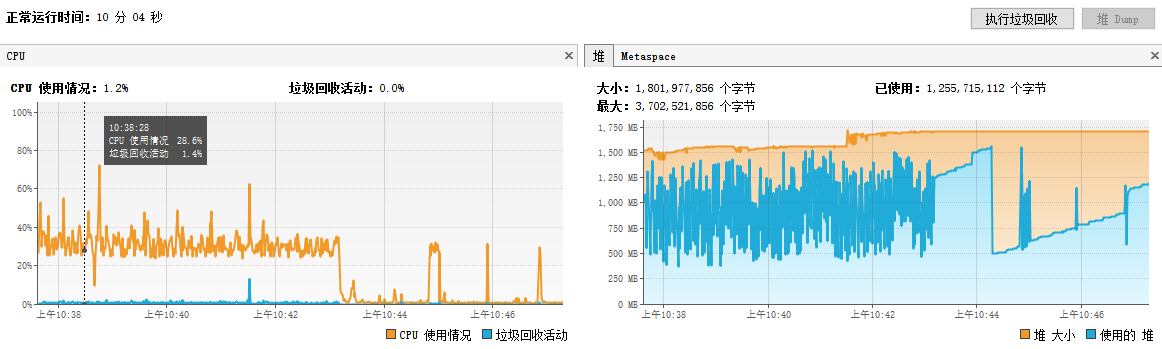 正常运行时间：10 分 04 秒
执行垃圾回收
堆 Dump
CPU
CPU 使用情况：1.2%
垃圾回收活动：0.0%
100%
80%
60%
40%
20%
0%
10:38:28
CPU 使用情况 28.6%
垃圾回收活动 1.4%
上午10:38
上午10:40
上午10:42
上午10:44
上午10:46
CPU 使用情况
垃圾回收活动
堆
Metaspace
大小：1,801,977,856 个字节
已使用：1,255,715,112 个字节
最大：3,702,521,856 个字节
1,750 MB
1,500 MB
1,250 MB
1,000 MB
750 MB
500 MB
250 MB
0 MB
上午10:38
上午10:40
上午10:42
上午10:44
上午10:46
堆 大小
使用的 堆